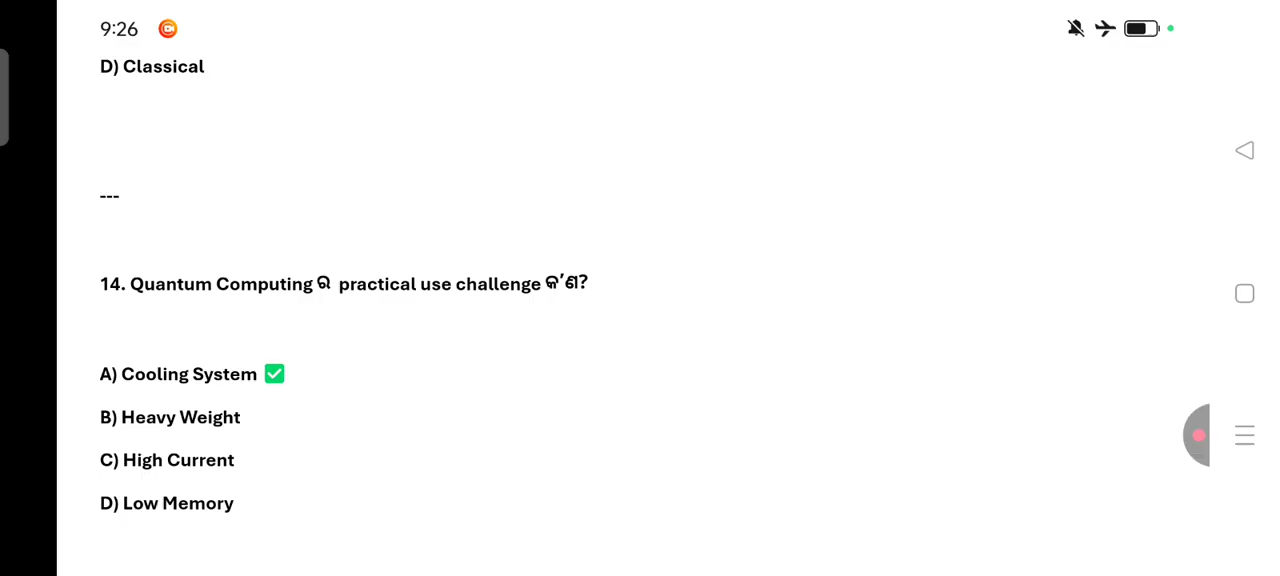 9:26
D) Classical
---
14. Quantum Computing ର practical use challenge କ'ଣ?
A) Cooling System ✅
B) Heavy Weight
C) High Current
D) Low Memory